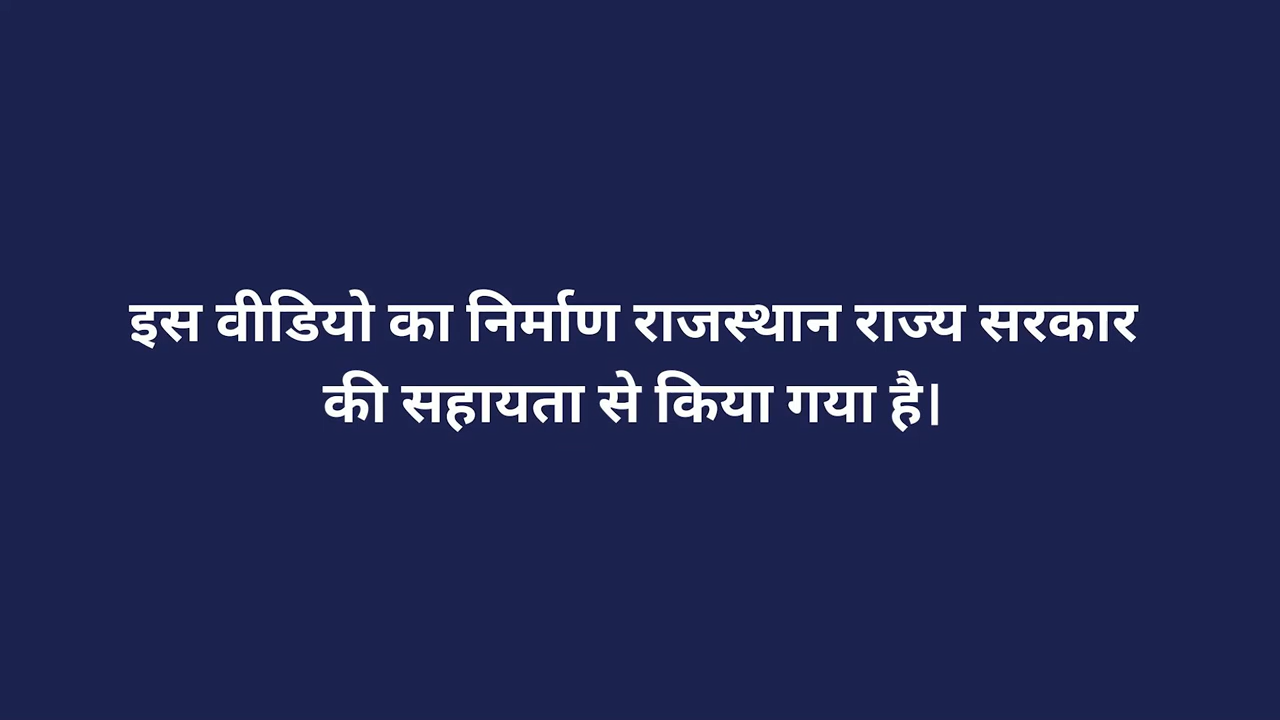 इस वीडियो का निर्माण राजस्थान राज्य सरकार
की सहायता से किया गया है।